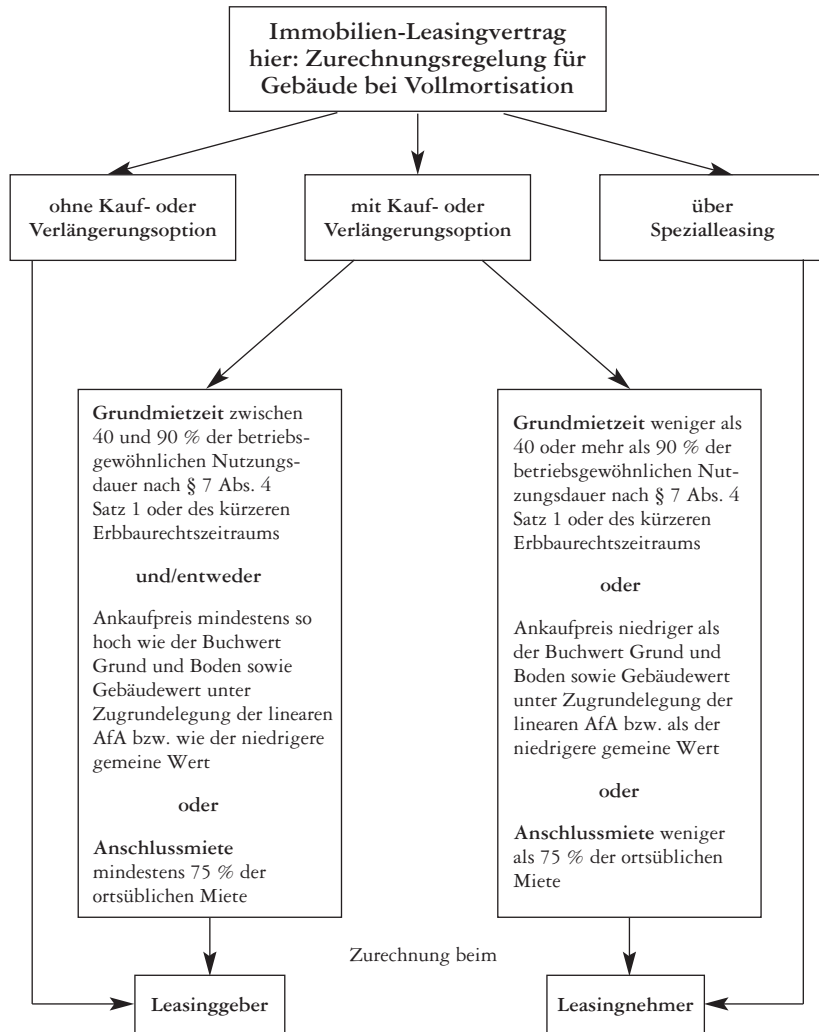 Immobilien-Leasingvertrag
hier: Zurechnungsregelung für
Gebäude bei Vollmortisation
ohne Kauf- oder
Verlängerungsoption
mit Kauf- oder
Verlängerungsoption
über
Spezialleasing
Grundmietzeit zwischen
40 und 90 % der betriebs-
gewöhnlichen Nutzungs-
dauer nach § 7 Abs. 4
Satz 1 oder des kürzeren
Erbbaurechtszeitraums
und/entweder
Ankaufpreis mindestens so
hoch wie der Buchwert
Grund und Boden sowie
Gebäudewert unter
Zugrundelegung der linearen
AfA bzw. wie der niedrigere
gemeine Wert
oder
Anschlussmiete
mindestens 75 % der
ortsüblichen Miete
Grundmietzeit weniger als
40 oder mehr als 90 % der
betriebsgewöhnlichen Nut-
zungsdauer nach § 7 Abs. 4
Satz 1 oder des kürzeren
Erbbaurechtszeitraums
oder
Ankaufpreis niedriger als
der Buchwert Grund und
Boden sowie Gebäudewert
unter Zugrundelegung der
linearen AfA bzw. als der
niedrigere gemeine Wert
oder
Anschlussmiete weniger
als 75 % der ortsüblichen
Miete
Zurechnung beim
Leasinggeber
Leasingnehmer